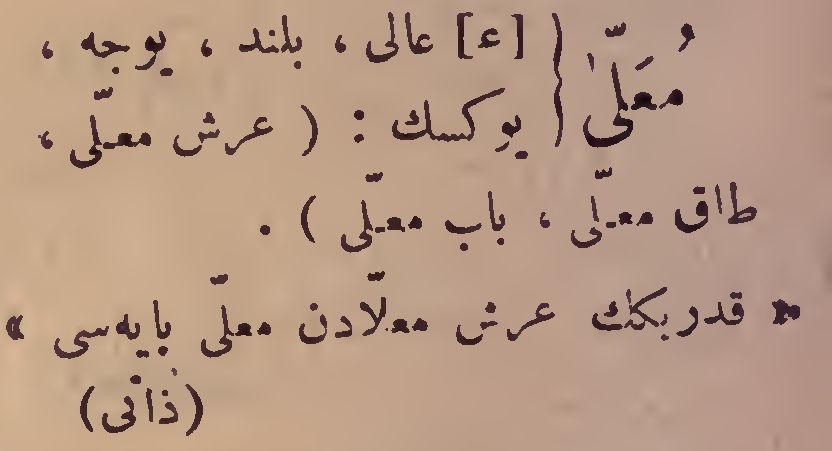 مُعَلّىٰ { [ع] عالى ، بلند ، يوجه ،
يوكسك : ( عرش معلّى ،
طاق معلّى ، باب معلّى ) .
« قدريكك عرش معلّادن معلّى پايه‌سى »
(ذاتى)